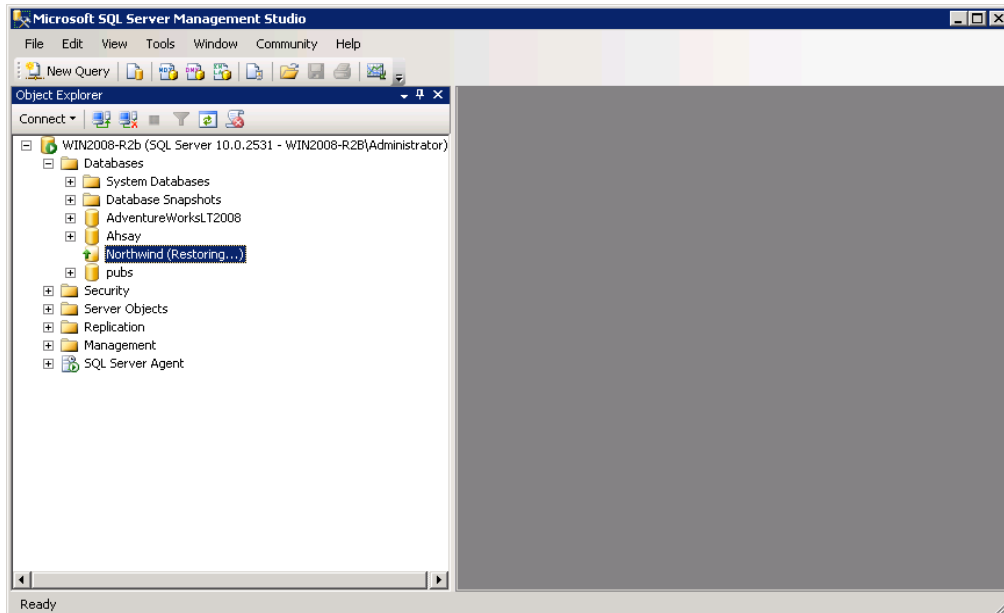 Microsoft SQL Server Management Studio
File Edit View Tools Window Community Help
New Query
Object Explorer
Connect
WIN2008-R2b (SQL Server 10.0.2531 - WIN2008-R2B\Administrator)
Databases
System Databases
Database Snapshots
AdventureWorksLT2008
Ahsay
Northwind (Restoring...)
pubs
Security
Server Objects
Replication
Management
SQL Server Agent
Ready